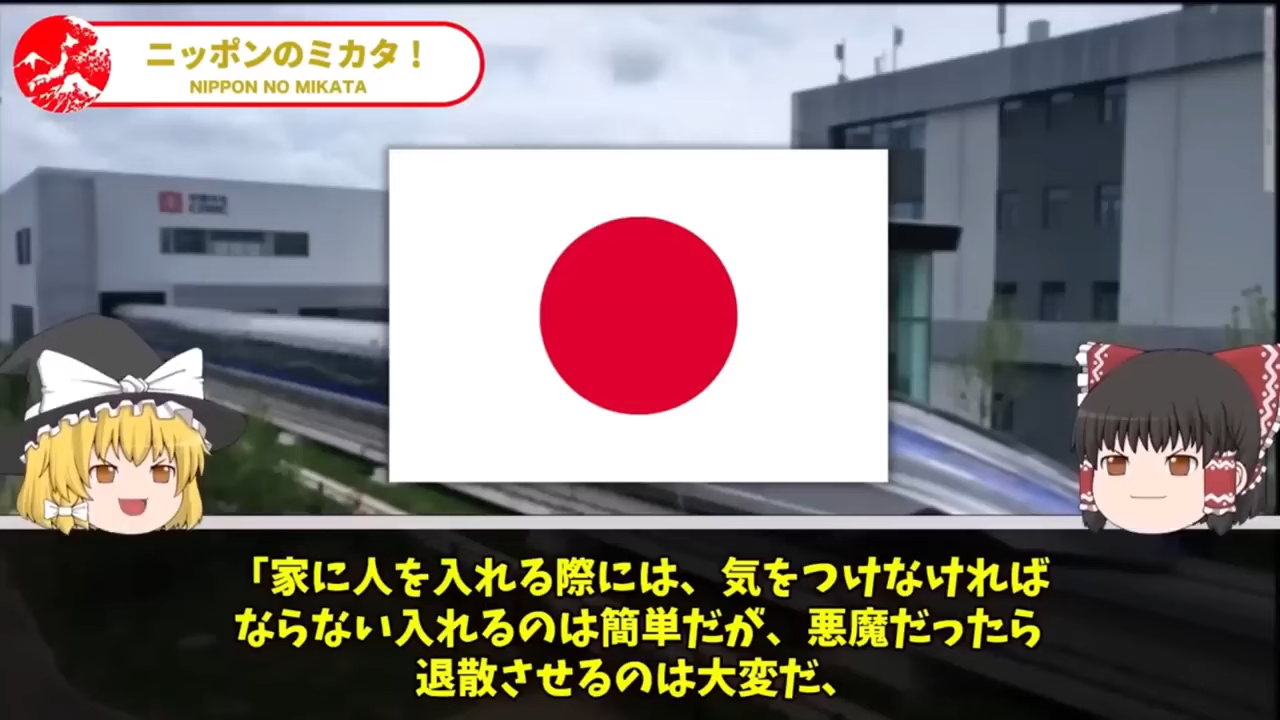 ニッポンのミカタ！
NIPPON NO MIKATA
「家に人を入れる際には、気をつけなければ
ならない入れるのは簡単だが、悪魔だったら
退散させるのは大変だ、